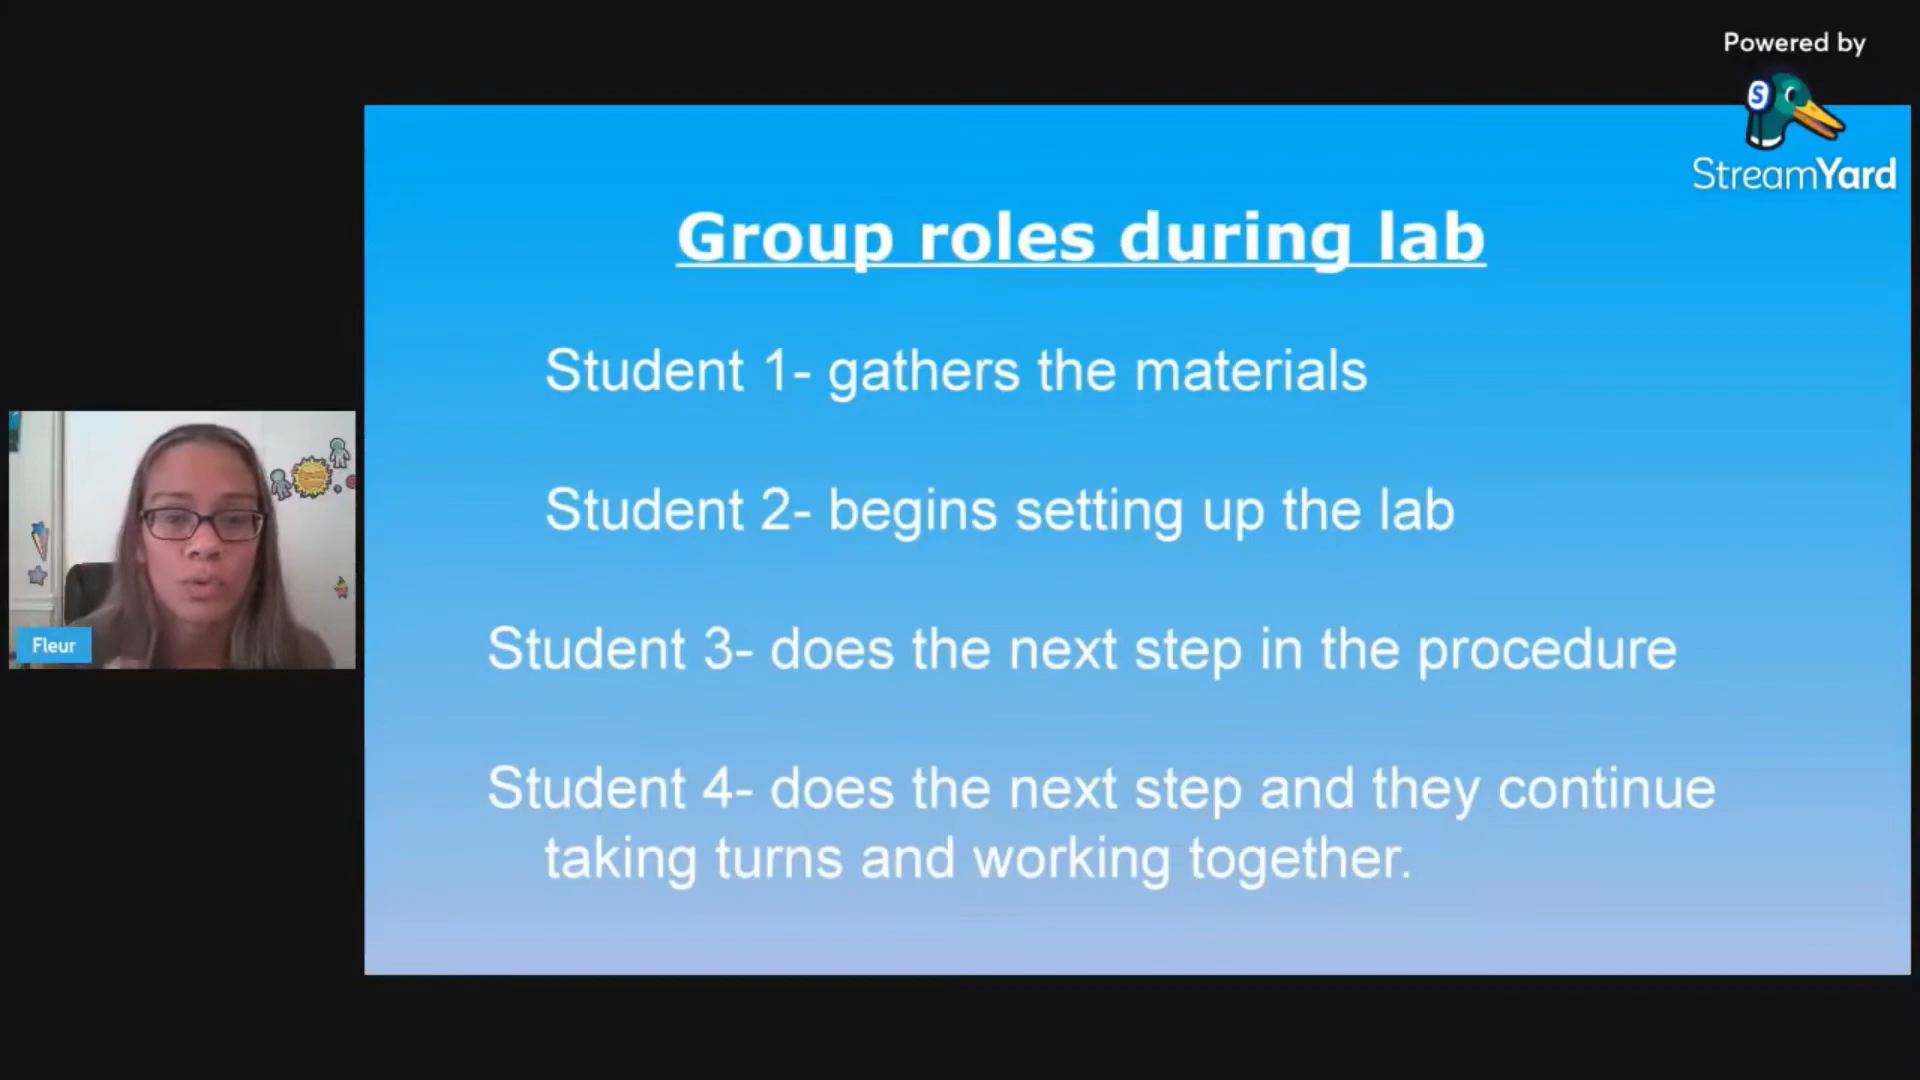 Powered by
S
StreamYard
Group roles during lab
Student 1- gathers the materials
Student 2- begins setting up the lab
Student 3- does the next step in the procedure
Student 4- does the next step and they continue
taking turns and working together.
Fleur